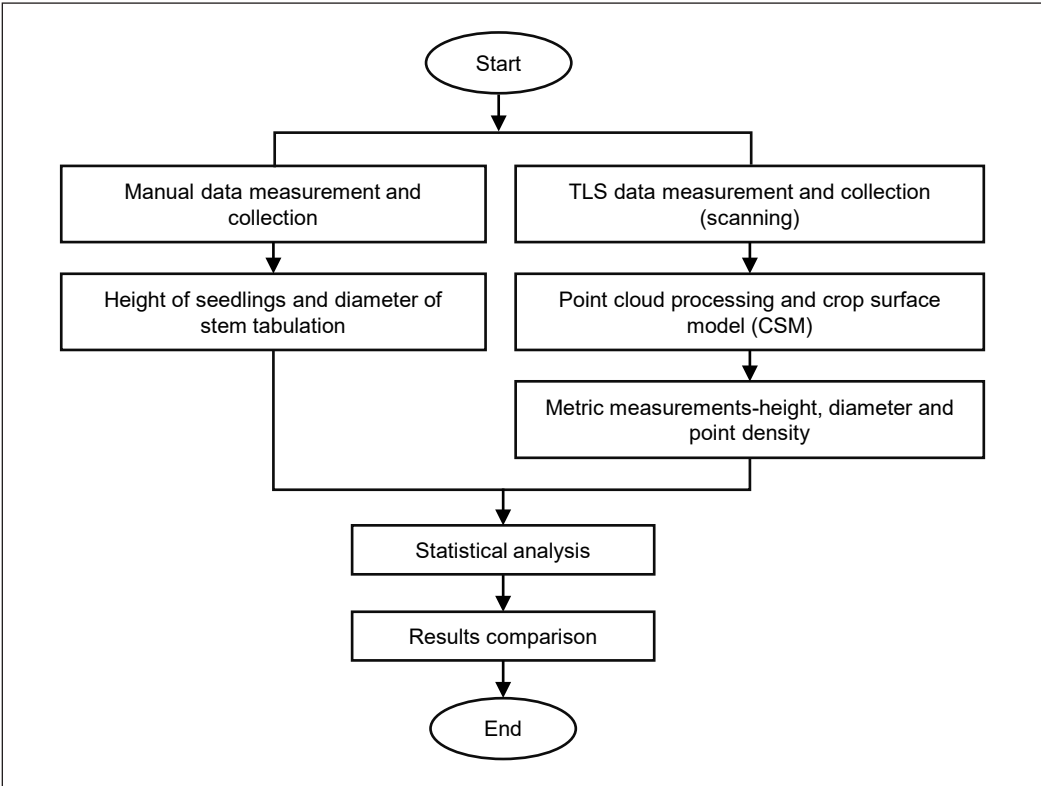 Start
Manual data measurement and
collection
TLS data measurement and collection
(scanning)
Height of seedlings and diameter of
stem tabulation
Point cloud processing and crop surface
model (CSM)
Metric measurements-height, diameter and
point density
Statistical analysis
Results comparison
End